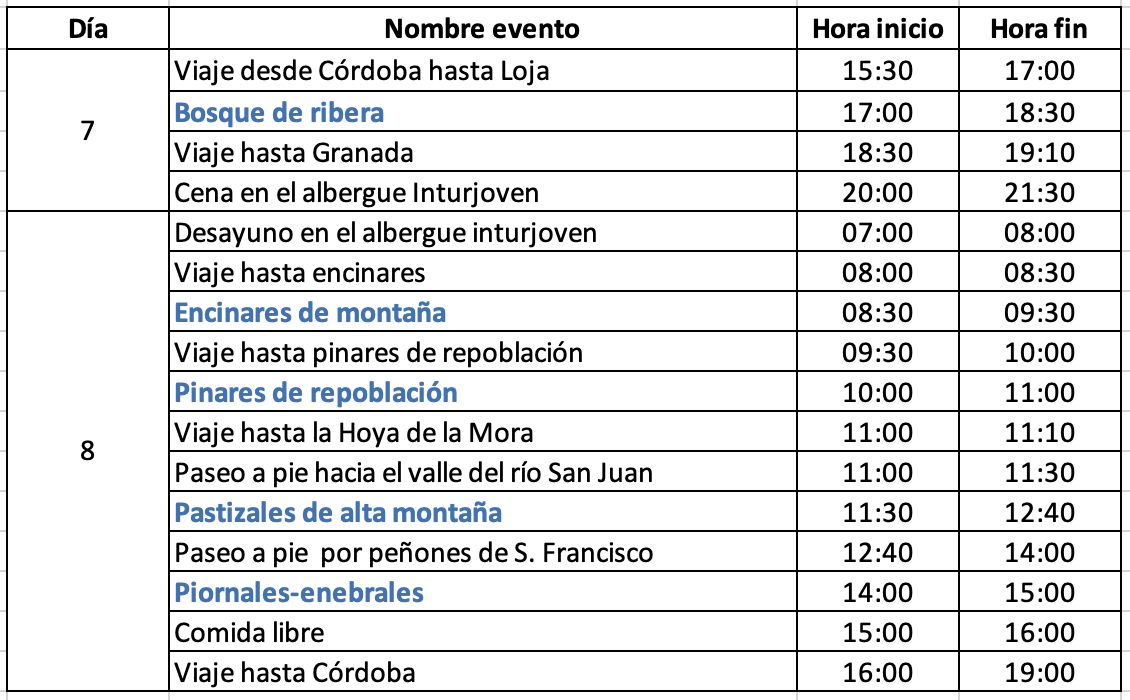 Día Nombre evento Hora inicio Hora fin
7
Viaje desde Córdoba hasta Loja 15:30 17:00
Bosque de ribera 17:00 18:30
Viaje hasta Granada 18:30 19:10
Cena en el albergue Inturjoven 20:00 21:30
8
Desayuno en el albergue inturjoven 07:00 08:00
Viaje hasta encinares 08:00 08:30
Encinares de montaña 08:30 09:30
Viaje hasta pinares de repoblación 09:30 10:00
Pinares de repoblación 10:00 11:00
Viaje hasta la Hoya de la Mora 11:00 11:10
Paseo a pie hacia el valle del río San Juan 11:00 11:30
Pastizales de alta montaña 11:30 12:40
Paseo a pie  por peñones de S. Francisco 12:40 14:00
Piornales-enebrales 14:00 15:00
Comida libre 15:00 16:00
Viaje hasta Córdoba 16:00 19:00